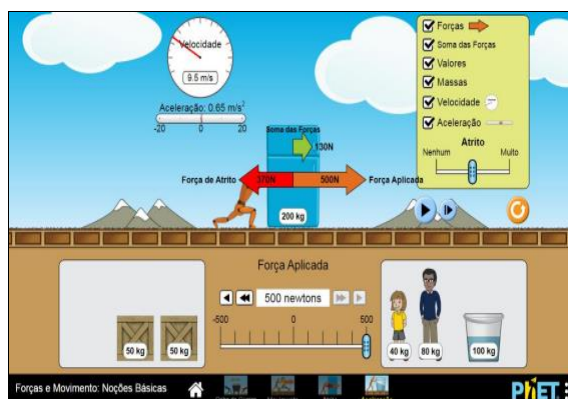 Velocidade
9.5 m/s
Aceleração: 0.65 m/s²
-20 0 20
Forças
Soma das Forças
Valores
Massas
Velocidade
Aceleração
Atrito
Nenhum Muito
Soma das Forças
130N
Força de Atrito 370N 500N Força Aplicada
200 kg
Força Aplicada
500 newtons
-500 0 500
50 kg 50 kg
40 kg 80 kg 100 kg
Forças e Movimento: Noções Básicas
Aceleração
PhET